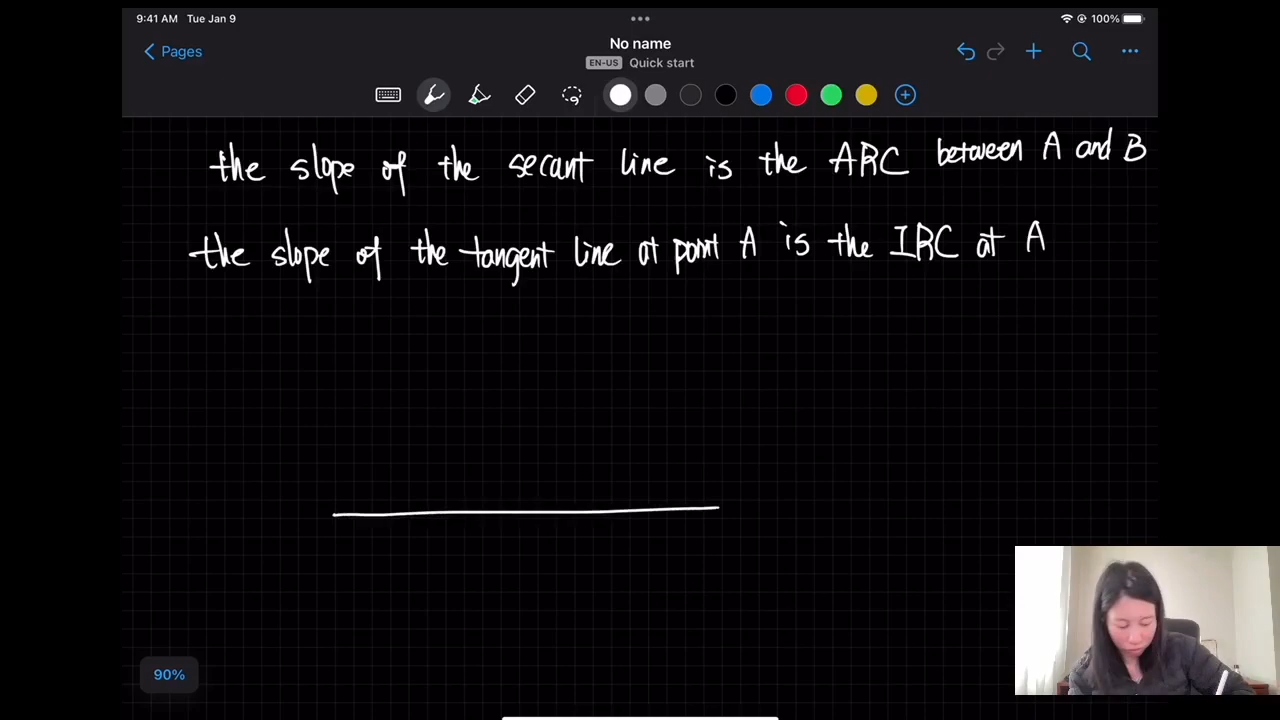 9:41 AM Tue Jan 9
100%
Pages
No name
EN-US Quick start
the slope of the secant line is the ARC between A and B
the slope of the tangent line at point A is the IRC at A
90%